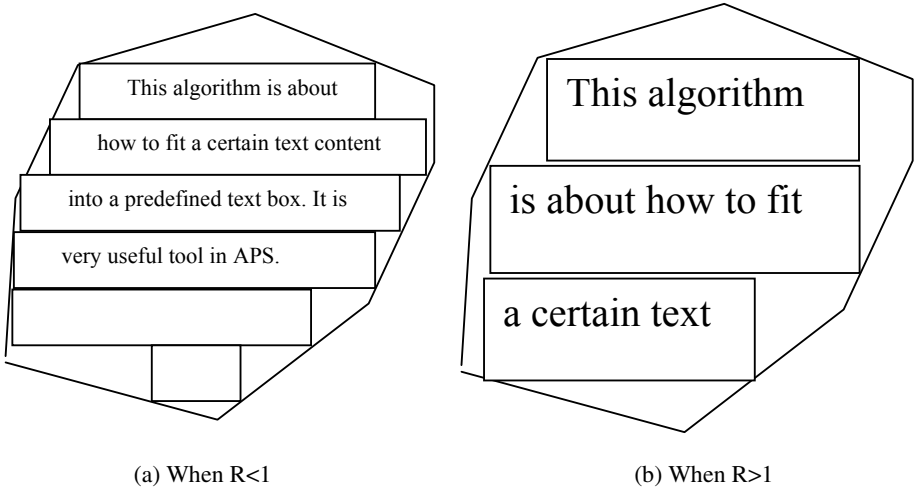 This algorithm is about
how to fit a certain text content
into a predefined text box. It is
very useful tool in APS.
(a) When R<1
This algorithm
is about how to fit
a certain text
(b) When R>1